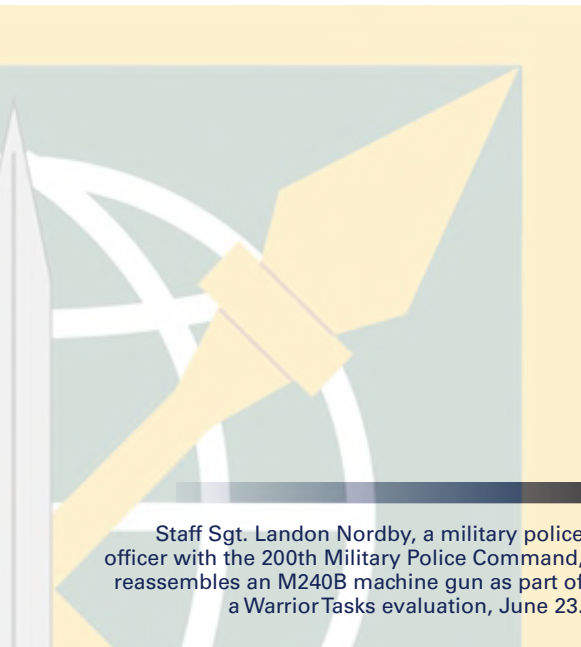 Staff Sgt. Landon Nordby, a military police
officer with the 200th Military Police Command,
reassembles an M240B machine gun as part of
a Warrior Tasks evaluation, June 23.